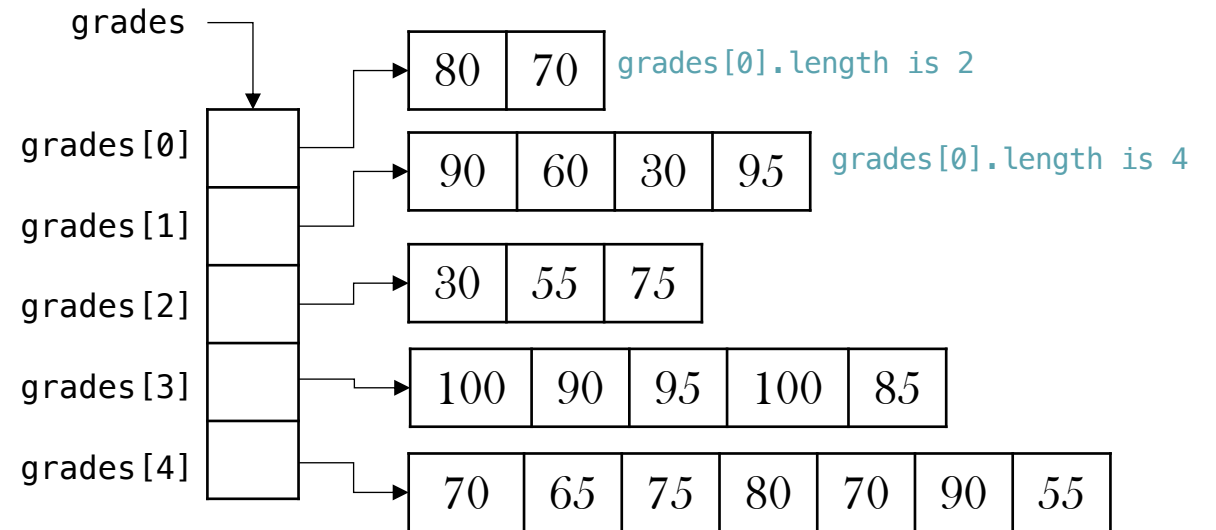 grades
80 70 grades[0].length is 2
grades[0]
90 60 30 95 grades[0].length is 4
grades[1]
30 55 75
grades[2]
100 90 95 100 85
grades[3]
70 65 75 80 70 90 55
grades[4]